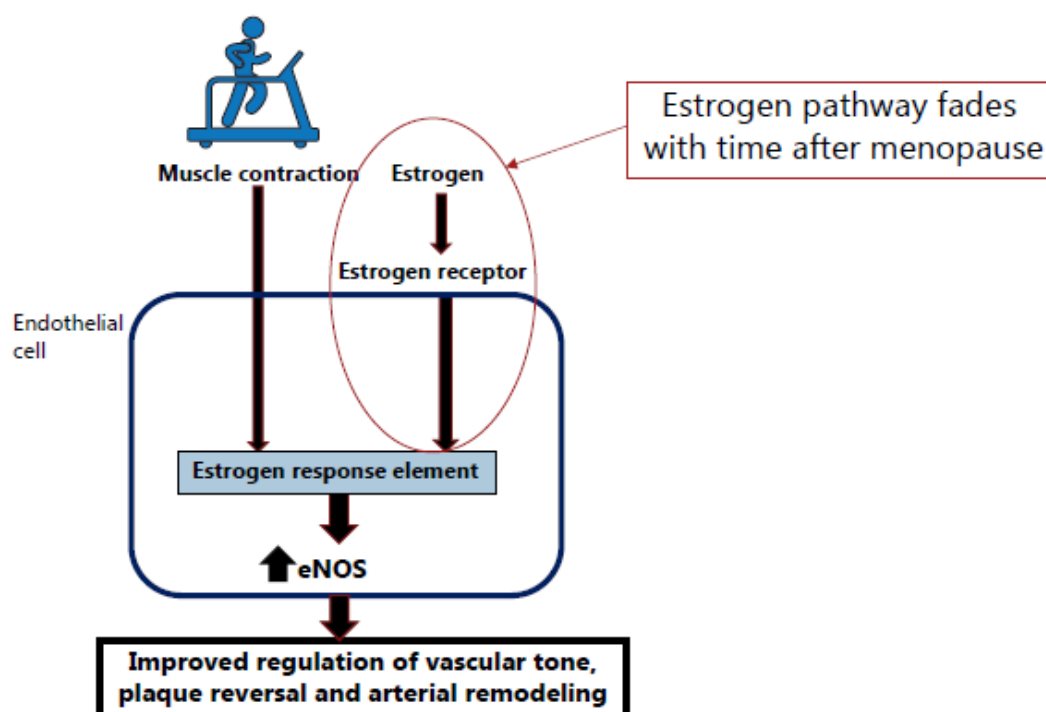 Estrogen pathway fades
with time after menopause
Muscle contraction
Estrogen
Estrogen receptor
Endothelial
cell
Estrogen response element
eNOS
Improved regulation of vascular tone,
plaque reversal and arterial remodeling